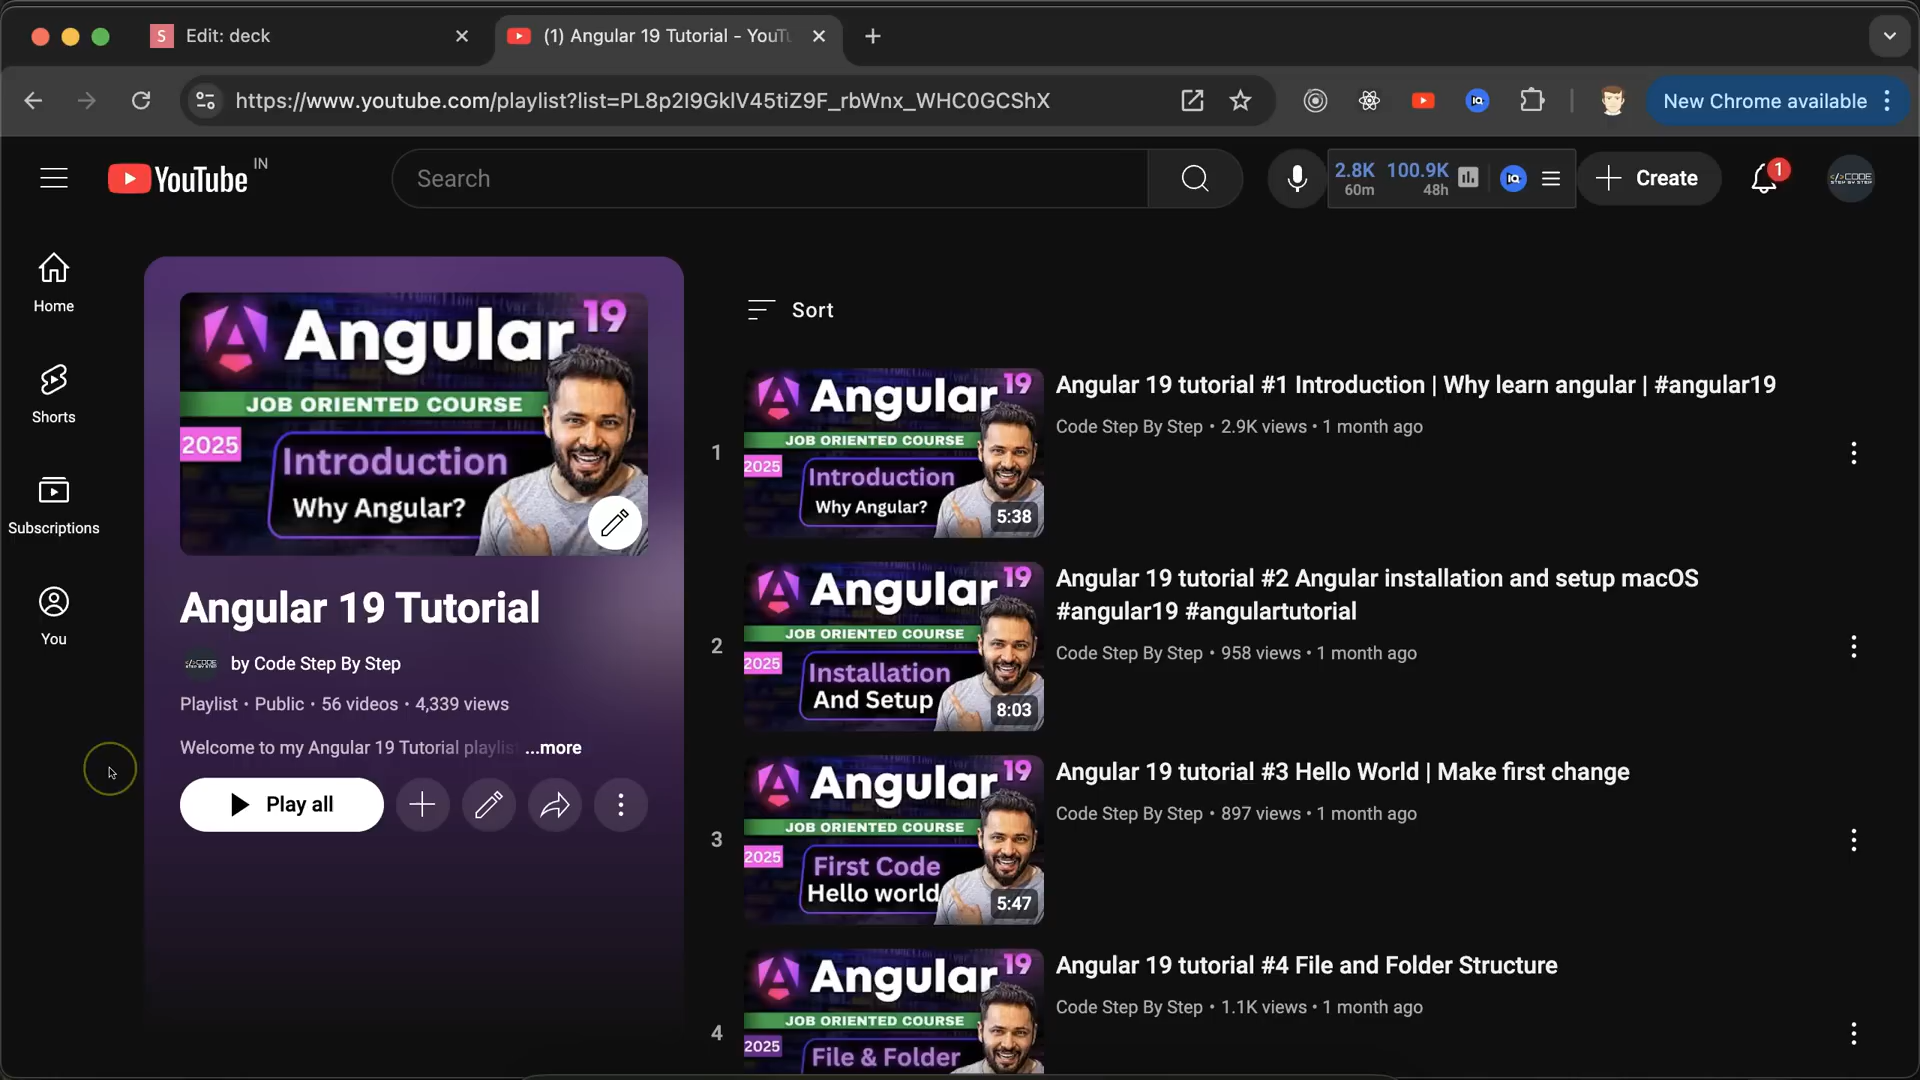 S Edit: deck
(1) Angular 19 Tutorial - YouTu
https://www.youtube.com/playlist?list=PL8p2I9GklV45tiZ9F_rbWnx_WHC0GCShX
New Chrome available
YouTube IN
Search
2.8K 60m
100.9K 48h
IQ
Create
1
Home
Shorts
Subscriptions
You
Angular 19
JOB ORIENTED COURSE
2025
Introduction
Why Angular?
Angular 19 Tutorial
</>CODE STEP BY STEP
by Code Step By Step
Playlist • Public • 56 videos • 4,339 views
Welcome to my Angular 19 Tutorial playlis ...more
Play all
Sort
1
Angular 19
JOB ORIENTED COURSE
2025
Introduction
Why Angular?
5:38
Angular 19 tutorial #1 Introduction | Why learn angular | #angular19
Code Step By Step • 2.9K views • 1 month ago
2
Angular 19
JOB ORIENTED COURSE
2025
Installation
And Setup
8:03
Angular 19 tutorial #2 Angular installation and setup macOS
#angular19 #angulartutorial
Code Step By Step • 958 views • 1 month ago
3
Angular 19
JOB ORIENTED COURSE
2025
First Code
Hello world
5:47
Angular 19 tutorial #3 Hello World | Make first change
Code Step By Step • 897 views • 1 month ago
4
Angular 19
JOB ORIENTED COURSE
2025
File & Folder
Angular 19 tutorial #4 File and Folder Structure
Code Step By Step • 1.1K views • 1 month ago